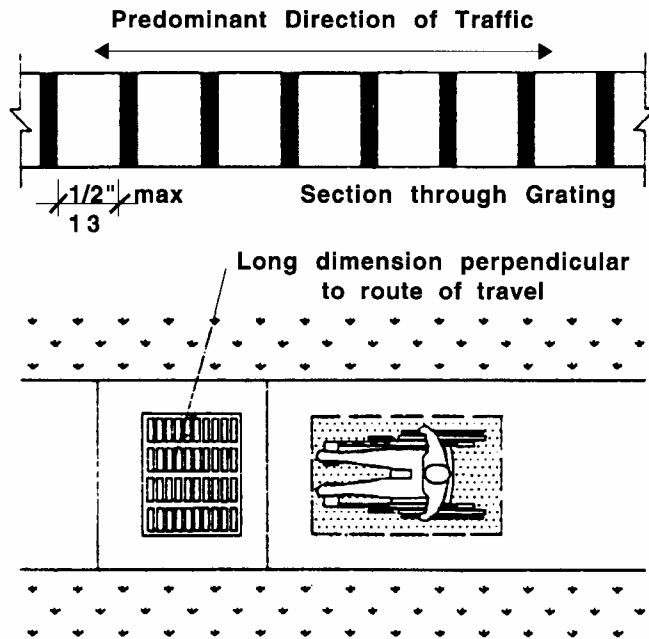 Predominant Direction of Traffic
1/2" max
13
Section through Grating
Long dimension perpendicular
to route of travel